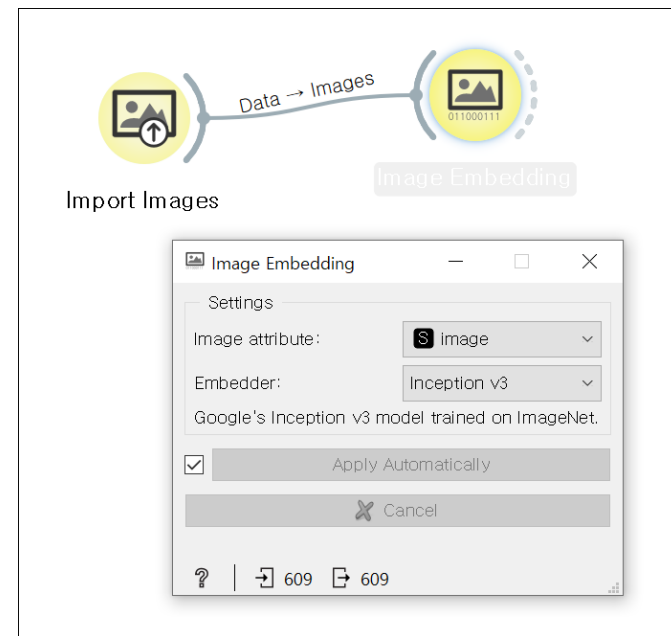 Data → Images
011000111
Image Embedding
Import Images
Image Embedding
Settings
Image attribute:
S image
Embedder:
Inception v3
Google's Inception v3 model trained on ImageNet.
Apply Automatically
Cancel
? 609 609